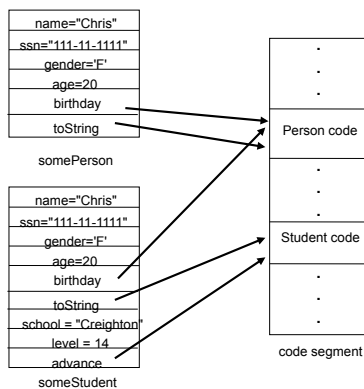 name="Chris"
ssn="111-11-1111"
gender='F'
age=20
birthday
toString
somePerson
name="Chris"
ssn="111-11-1111"
gender='F'
age=20
birthday
toString
school = "Creighton"
level = 14
advance
someStudent
.
.
.
Person code
.
.
.
Student code
.
.
.
code segment